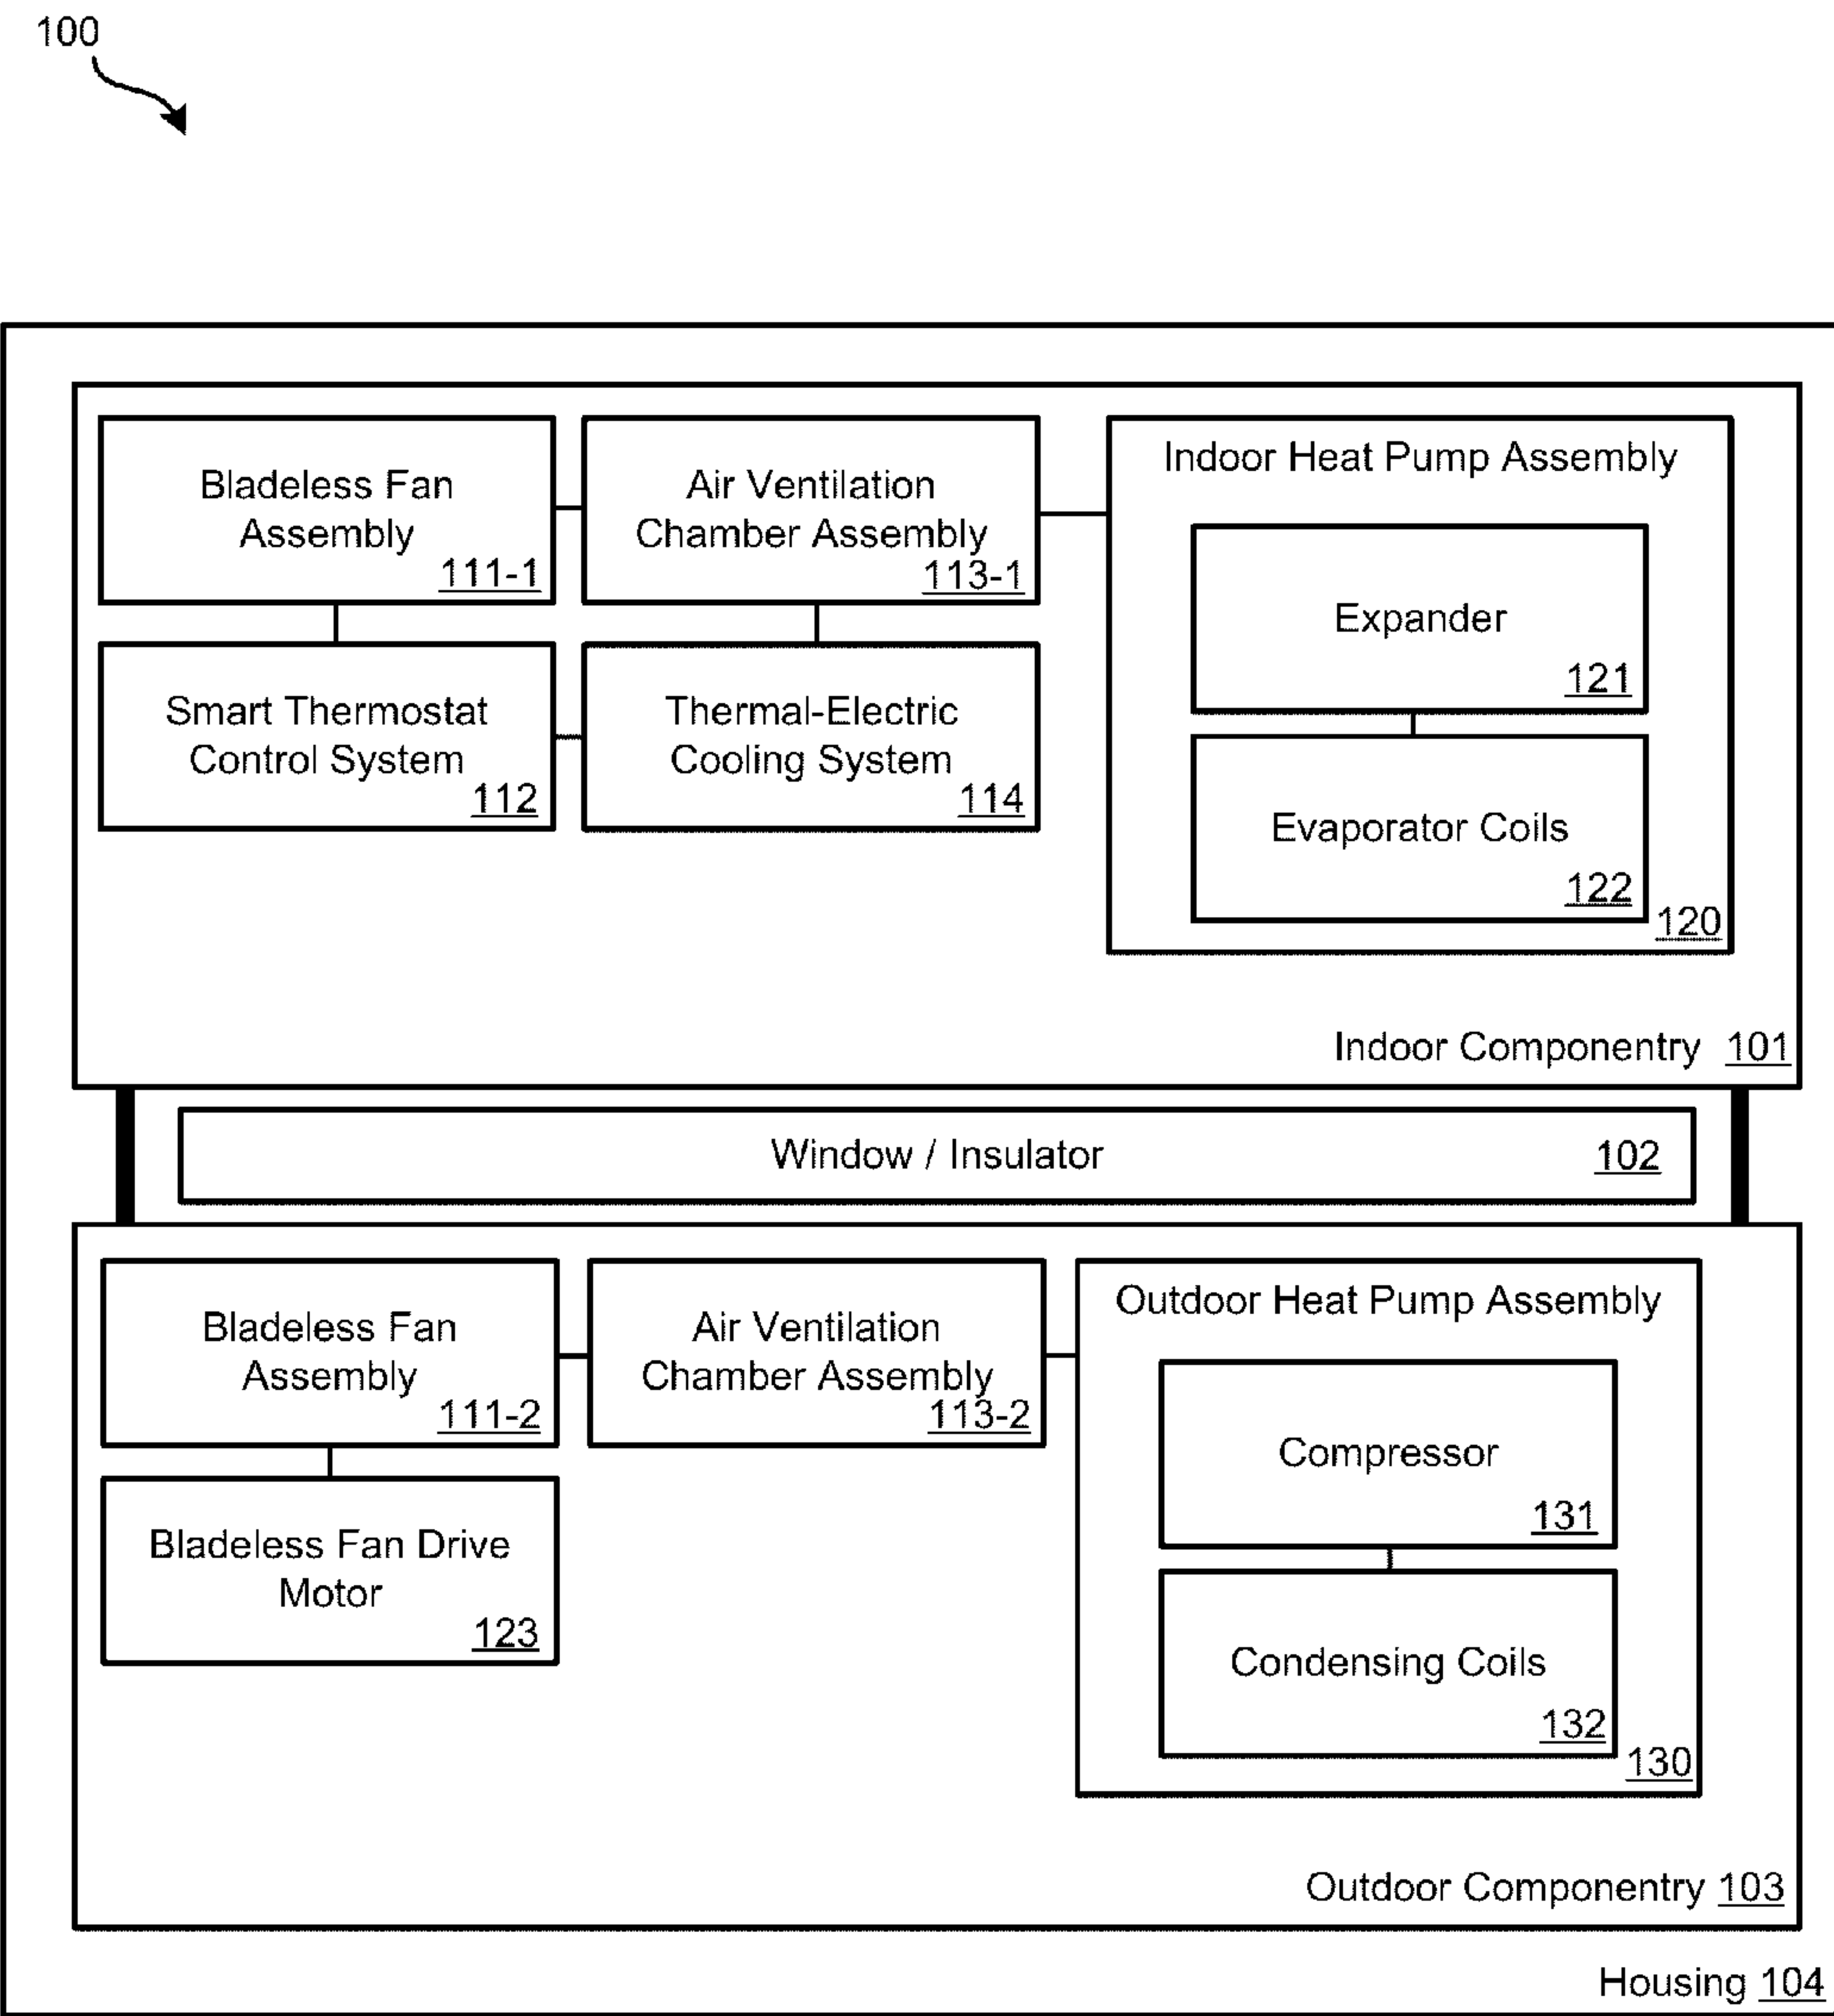 100
Bladeless Fan
Assembly
111-1
Air Ventilation
Chamber Assembly
113-1
Smart Thermostat
Control System
112
Thermal-Electric
Cooling System
114
Indoor Heat Pump Assembly
Expander
121
Evaporator Coils
122
120
Indoor Componentry 101
Window / Insulator 102
Bladeless Fan
Assembly
111-2
Air Ventilation
Chamber Assembly
113-2
Bladeless Fan Drive
Motor
123
Outdoor Heat Pump Assembly
Compressor
131
Condensing Coils
132
130
Outdoor Componentry 103
Housing 104